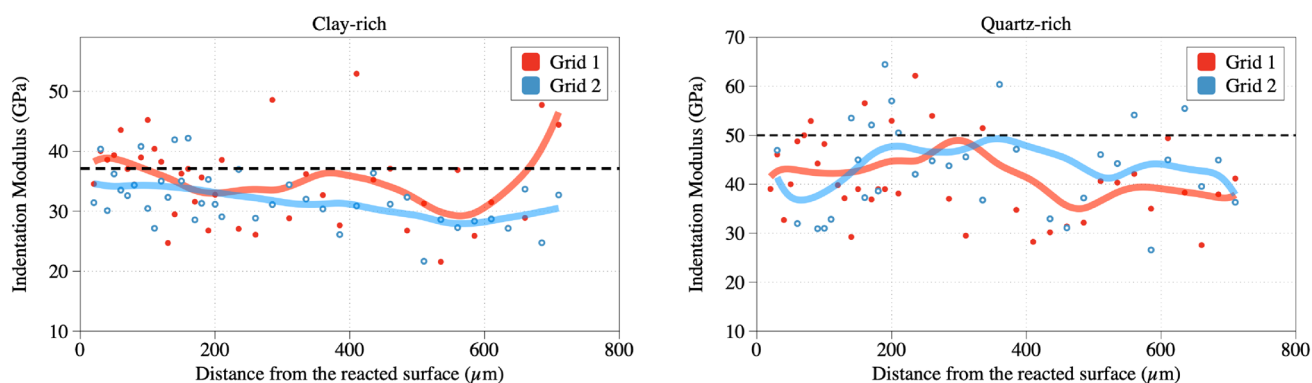 Clay-rich
Indentation Modulus (GPa)
50
40
30
20
10
0
200
400
600
800
Distance from the reacted surface (µm)
Grid 1
Grid 2
Quartz-rich
Indentation Modulus (GPa)
70
60
50
40
30
20
10
0
200
400
600
800
Distance from the reacted surface (µm)
Grid 1
Grid 2